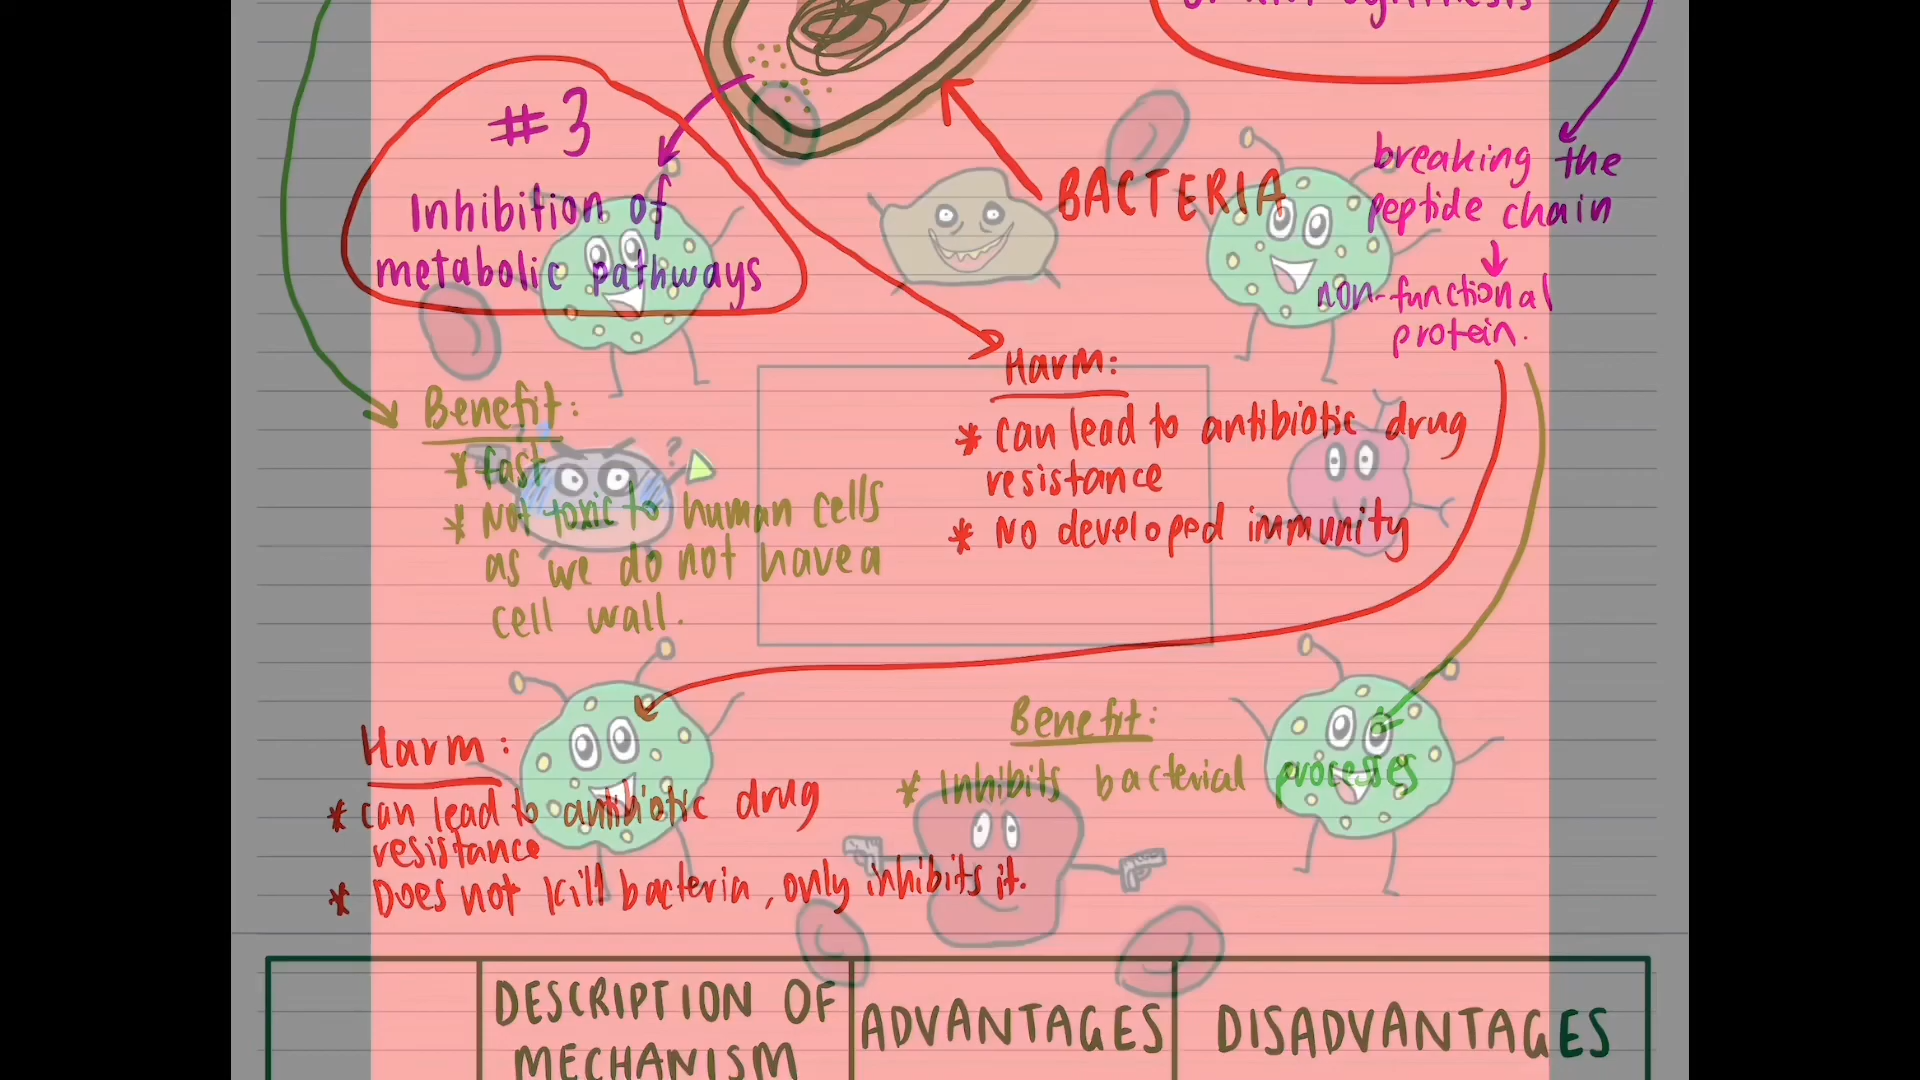 synthesis
#3
Inhibition of
metabolic pathways
BACTERIA
breaking the
peptide chain
non-functional
protein.
Harm:
* can lead to antibiotic drug
resistance
* No developed immunity
Benefit:
* fast
* Not toxic to human cells
as we do not have a
cell wall.
?
Harm:
* can lead to antibiotic drug
resistance
* Does not kill bacteria, only inhibits it.
Benefit:
* Inhibits bacterial processes
DESCRIPTION OF
MECHANISM
ADVANTAGES
DISADVANTAGES